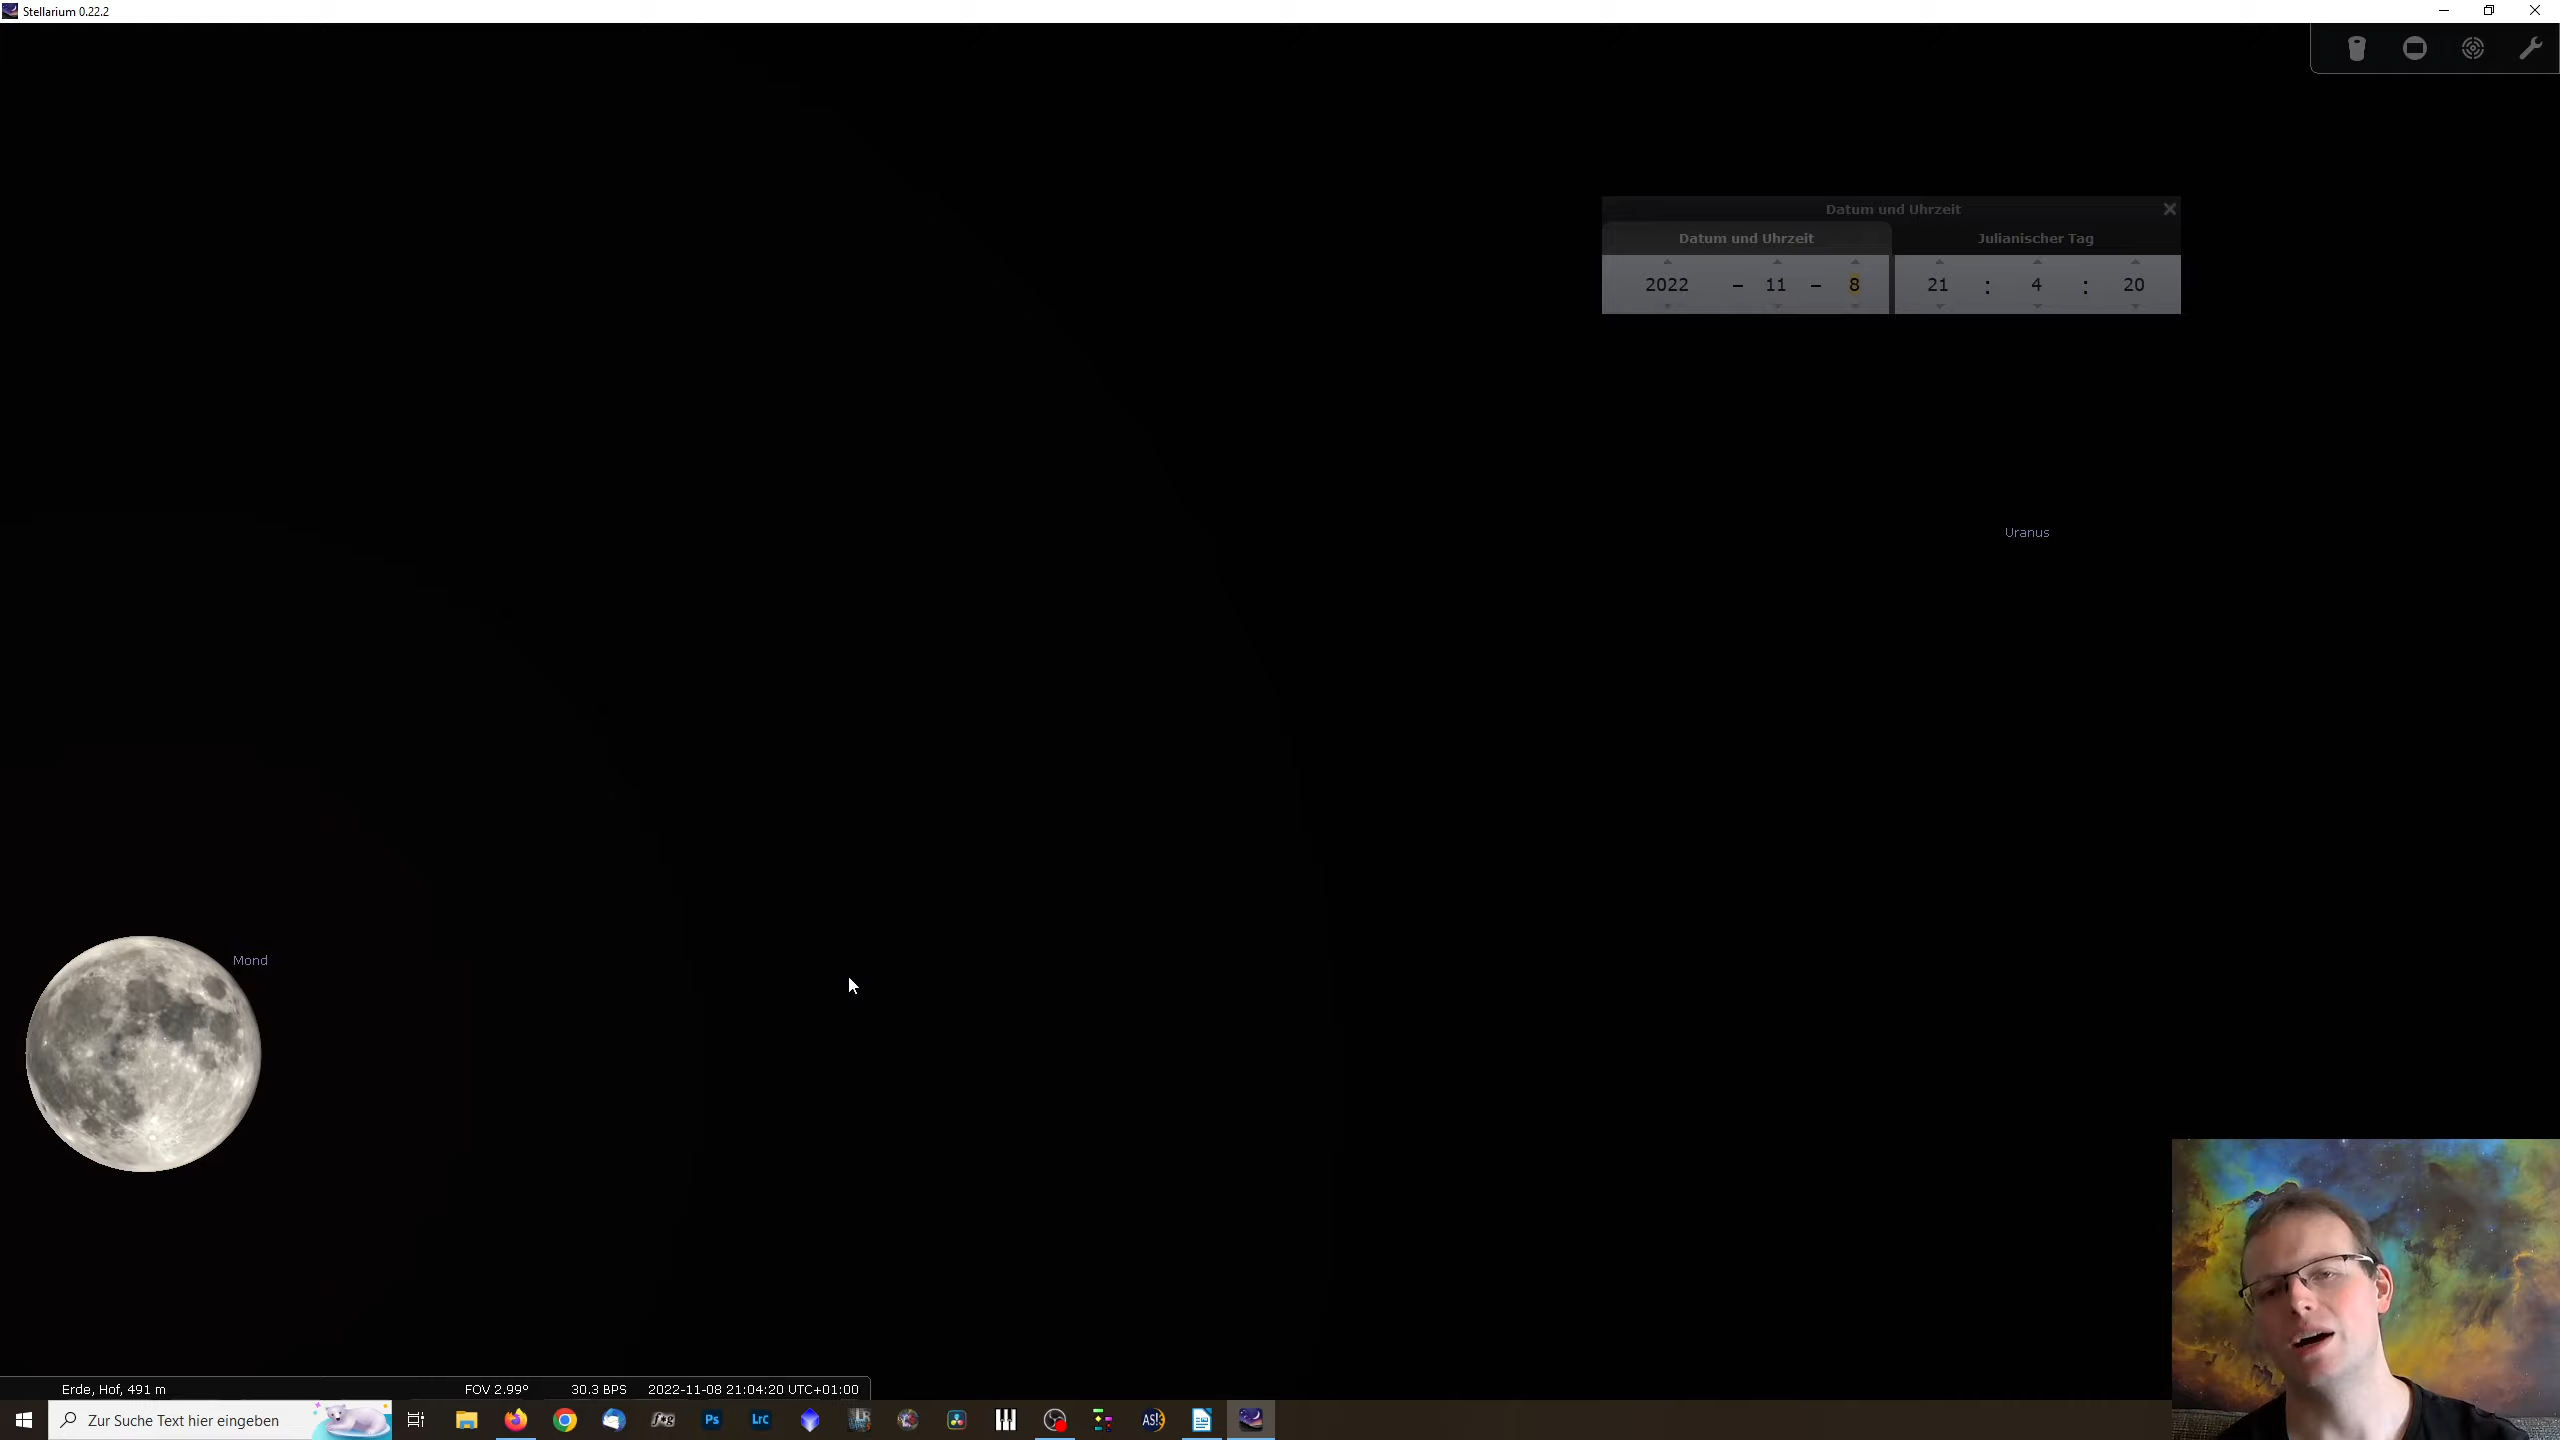 Stellarium 0.22.2
Datum und Uhrzeit
Datum und Uhrzeit Julianischer Tag
2022 – 11 – 8 21 : 4 : 20
Uranus
Mond
Erde, Hof, 491 m FOV 2.99° 30.3 BPS 2022-11-08 21:04:20 UTC+01:00
Zur Suche Text hier eingeben Ps LrC